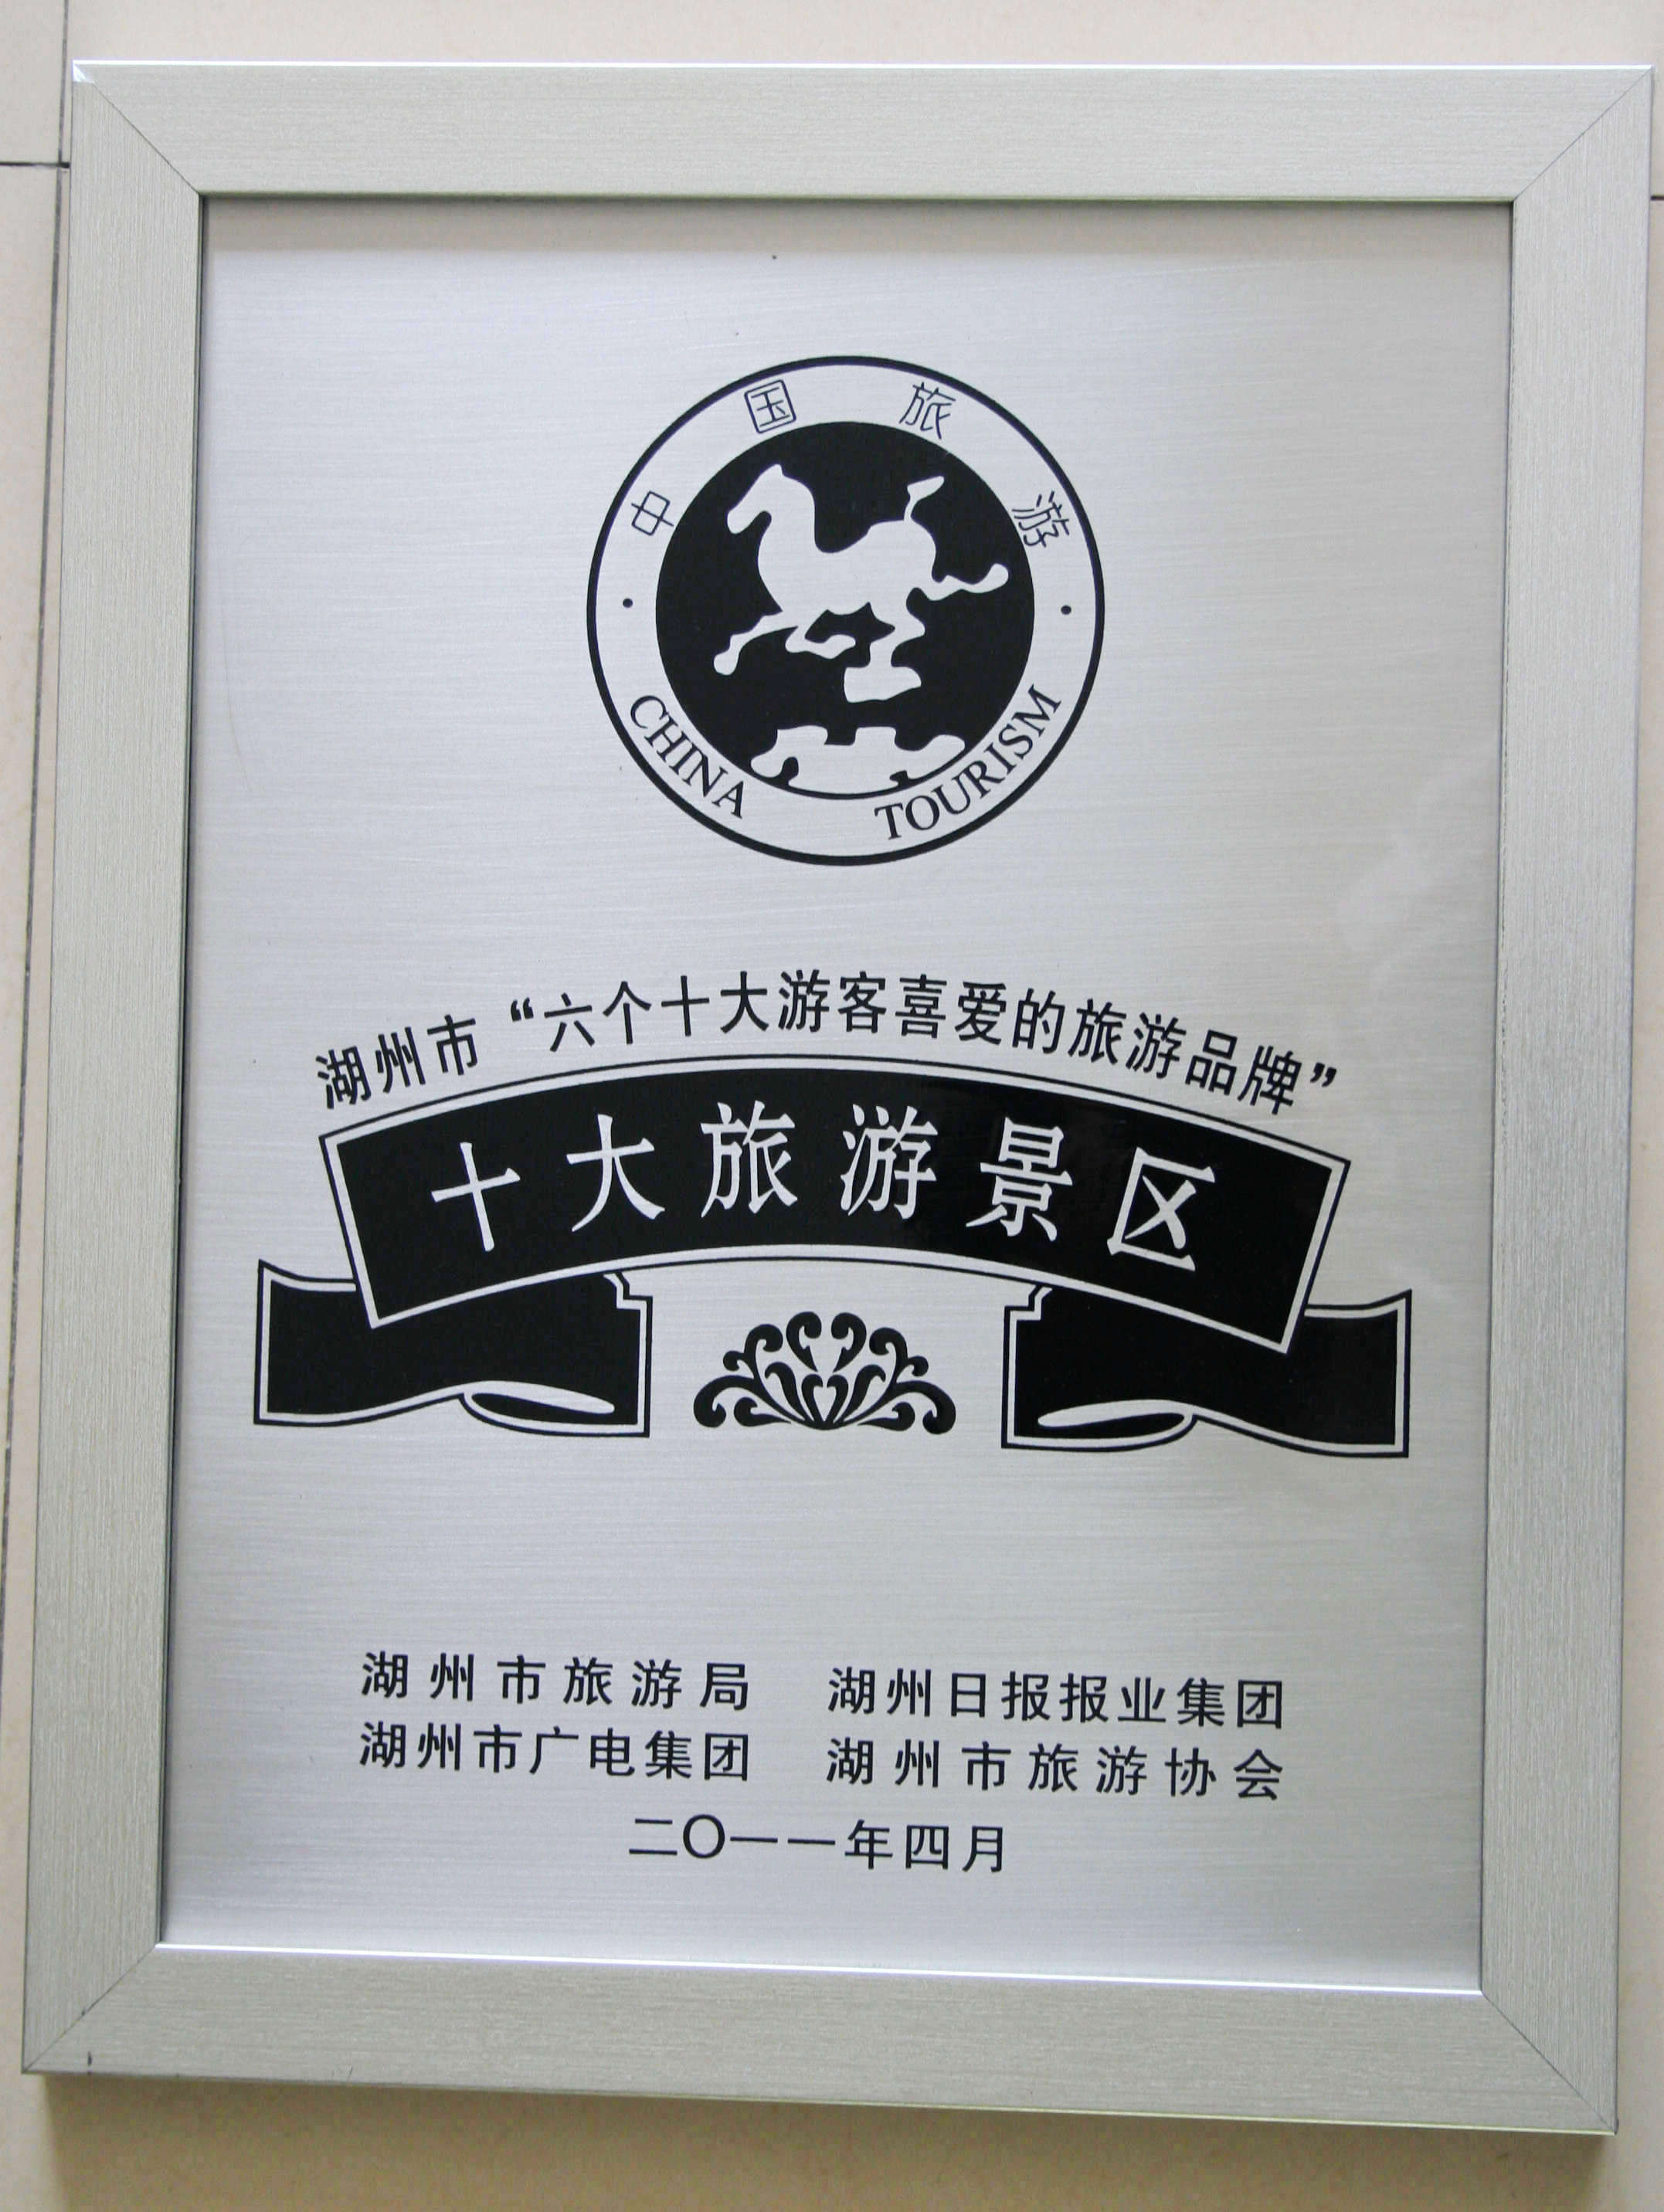 中国旅游
CHINA TOURISM
湖州市“六个十大游客喜爱的旅游品牌”
十大旅游景区
湖州市旅游局 湖州日报报业集团
湖州市广电集团 湖州市旅游协会
二〇一一年四月